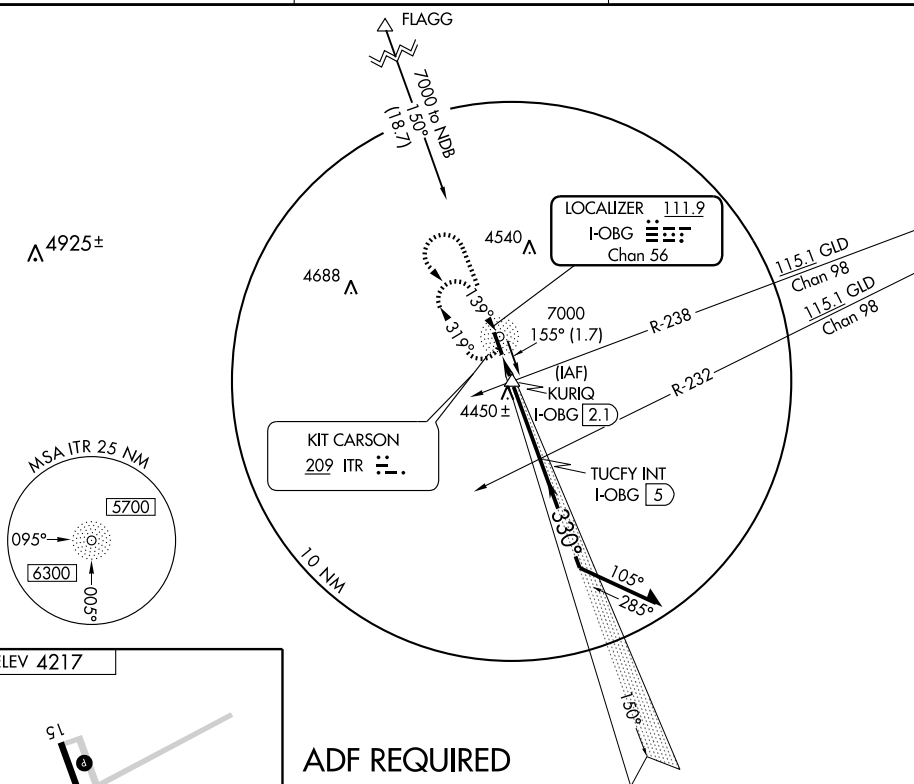 FLAGG
7000 to NDB
150°
(18.7)
LOCALIZER 111.9
I-OBG
Chan 56
4925±
4540
4688
115.1 GLD
Chan 98
115.1 GLD
Chan 98
139°
319°
7000
155° (1.7)
R-238
R-232
(IAF)
KURIQ
I-OBG 2.1
4450±
KIT CARSON
209 ITR
TUCFY INT
I-OBG 5
MSA ITR 25 NM
5700
095°
6300
005°
10 NM
330°
105°
285°
150°
ELEV 4217
15
P
ADF REQUIRED